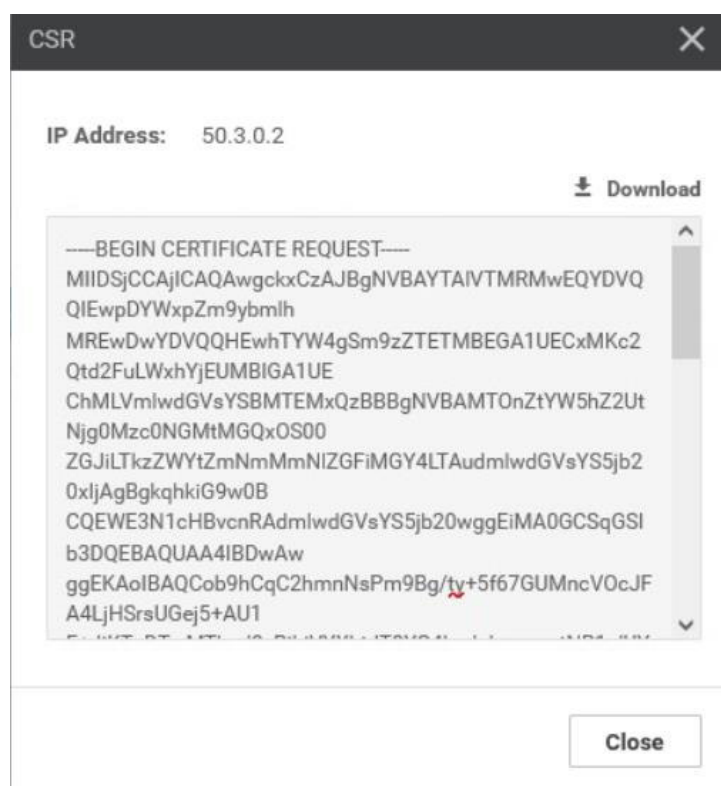 CSR
IP Address: 50.3.0.2
Download
-----BEGIN CERTIFICATE REQUEST-----
MIIDSjCCAjICAQAwgckxCzAJBgNVBAYTAlVTMRMwEQYDVQ
QIEwpDYWxpZm9ybmlh
MREwDwYDVQQHEwhTYW4gSm9zZTETMBEGA1UECxMKc2
Qtd2FuLWxhYjEUMBIGA1UE
ChMLVmlwdGVsYSBMTEMxQzBBBgNVBAMTOnZtYW5hZ2Ut
Njg0Mzc0NGMtMGQxOS00
ZGJiLTkzZWYtZmNmMmNlZGFiMGY4LTAudmlwdGVsYS5jb2
0xIjAgBgkqhkiG9w0B
CQEWE3N1cHBvcnRAdmlwdGVsYS5jb20wggEiMA0GCSqGSI
b3DQEBAQUAA4IBDwAw
ggEKAoIBAQCob9hCqC2hmnNsPm9Bg/ty+5f67GUMncVOcJF
A4LjHSrsUGej5+AU1
Close